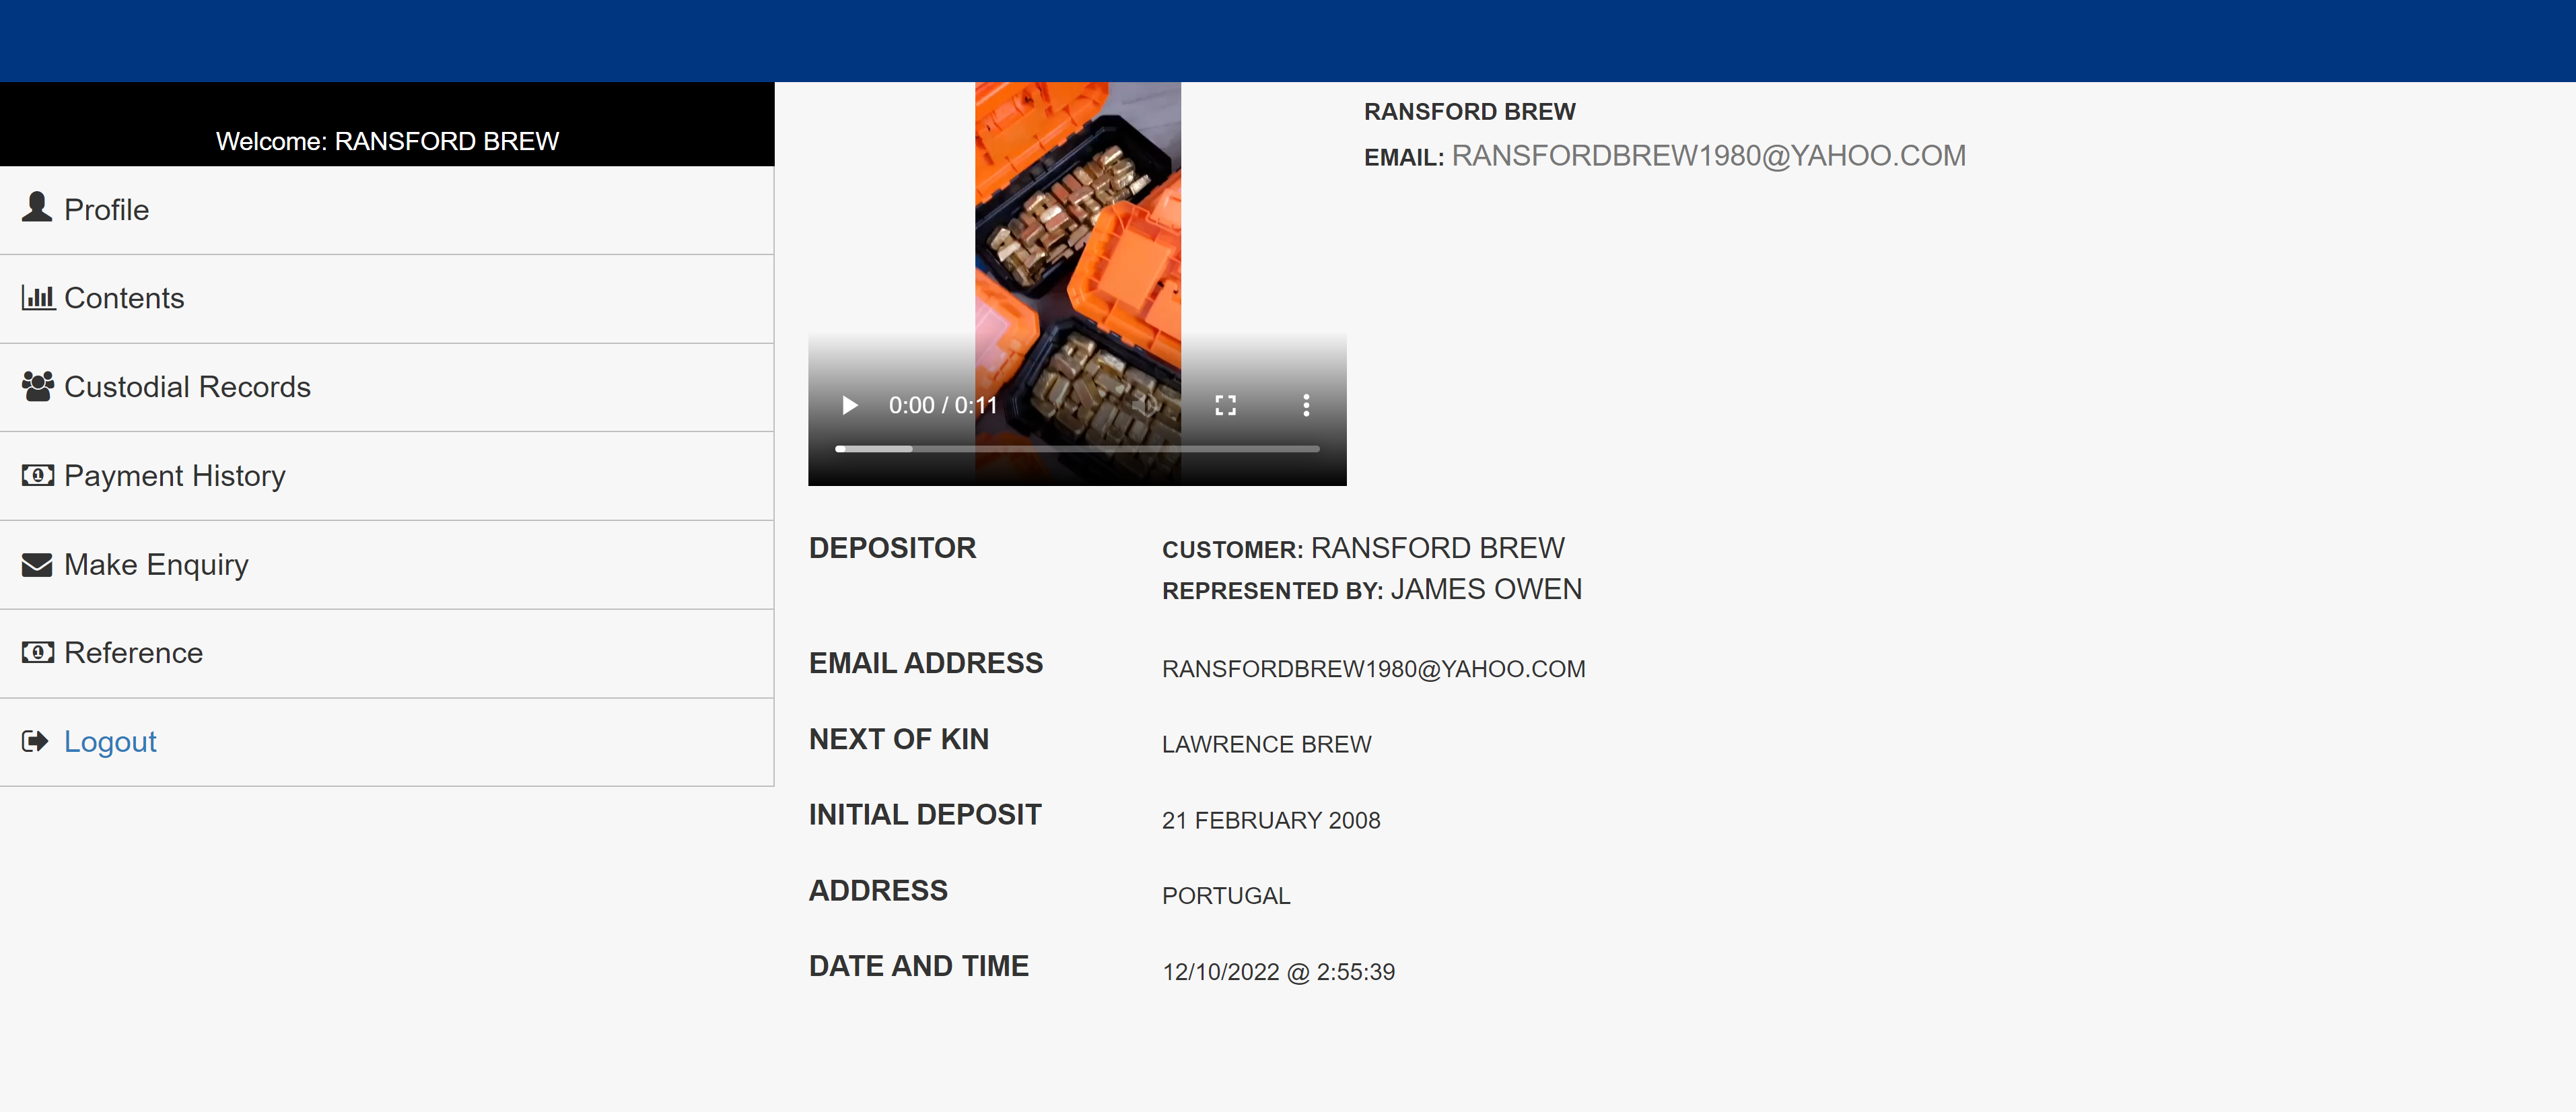 Welcome: RANSFORD BREW
Profile
Contents
Custodial Records
Payment History
Make Enquiry
Reference
Logout
0:00 / 0:11
RANSFORD BREW
EMAIL: RANSFORDBREW1980@YAHOO.COM
DEPOSITOR
CUSTOMER: RANSFORD BREW
REPRESENTED BY: JAMES OWEN
EMAIL ADDRESS
RANSFORDBREW1980@YAHOO.COM
NEXT OF KIN
LAWRENCE BREW
INITIAL DEPOSIT
21 FEBRUARY 2008
ADDRESS
PORTUGAL
DATE AND TIME
12/10/2022 @ 2:55:39